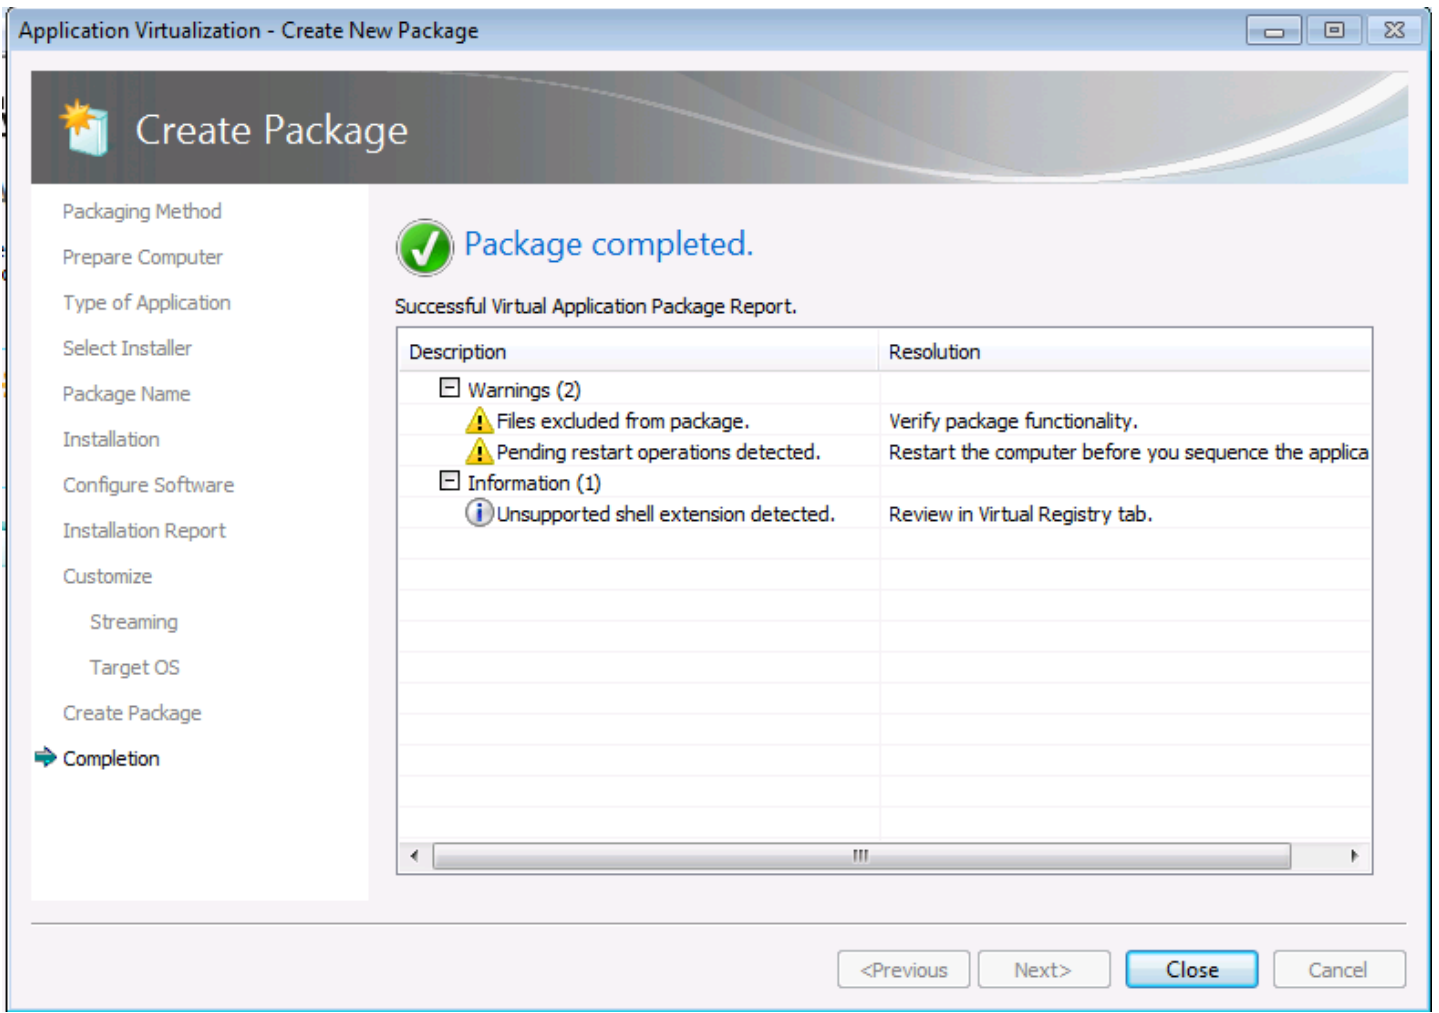 Application Virtualization - Create New Package
Create Package
Packaging Method
Prepare Computer
Type of Application
Select Installer
Package Name
Installation
Configure Software
Installation Report
Customize
Streaming
Target OS
Create Package
Completion
Package completed.
Successful Virtual Application Package Report.
Description Resolution
Warnings (2)
Files excluded from package. Verify package functionality.
Pending restart operations detected. Restart the computer before you sequence the applica
Information (1)
Unsupported shell extension detected. Review in Virtual Registry tab.
<Previous Next> Close Cancel